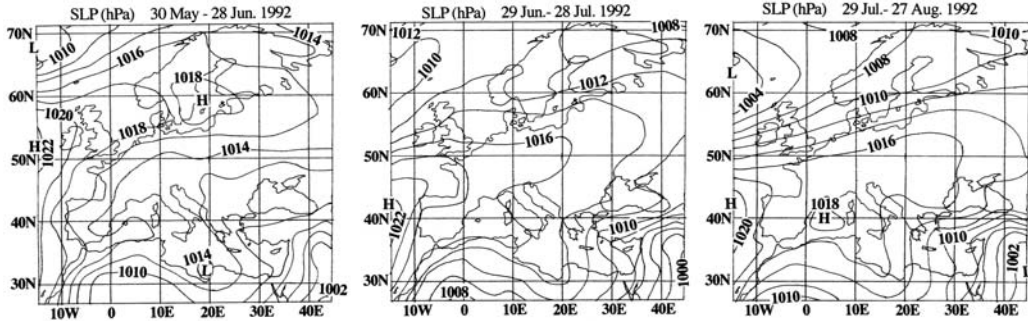 SLP (hPa) 30 May - 28 Jun. 1992
70N
L
1010
1014
1016
1018
H
60N
1020
1018
H
1022
1014
50N
40N
1014
L
1010
30N
1002
10W 0 10E 20E 30E 40E
SLP (hPa) 29 Jun.- 28 Jul. 1992
70N
1012
1008
1010
1012
60N
1016
50N
H
40N
1022
1010
30N
1008
1000
10W 0 10E 20E 30E 40E
SLP (hPa) 29 Jul.- 27 Aug. 1992
70N
1008
1010
1008
L
1004
60N
1010
1016
50N
1018
H
H
40N
1020
1010
1002
30N
1010
10W 0 10E 20E 30E 40E